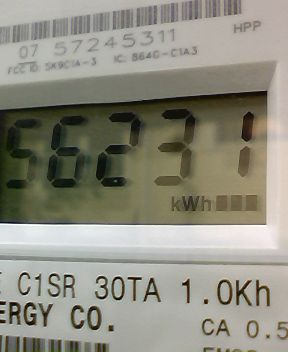 07 57245311
HPP
FCC ID: SK9C1A-3 IC: 864G-C1A3
56231
kWh
C1SR 30TA 1.0Kh
ERGY CO.
CA 0.5